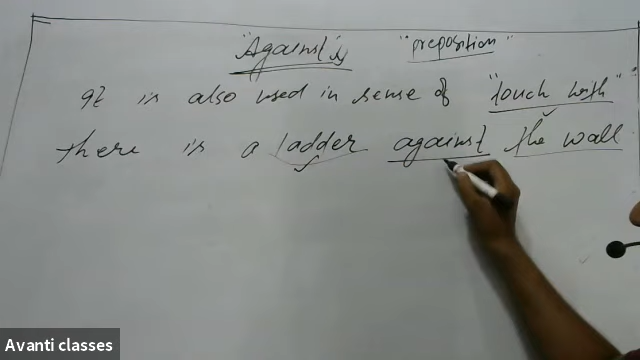 "Against is "preposition"
It is also used in sense of "touch with"
there is a ladder against the wall
Avanti classes